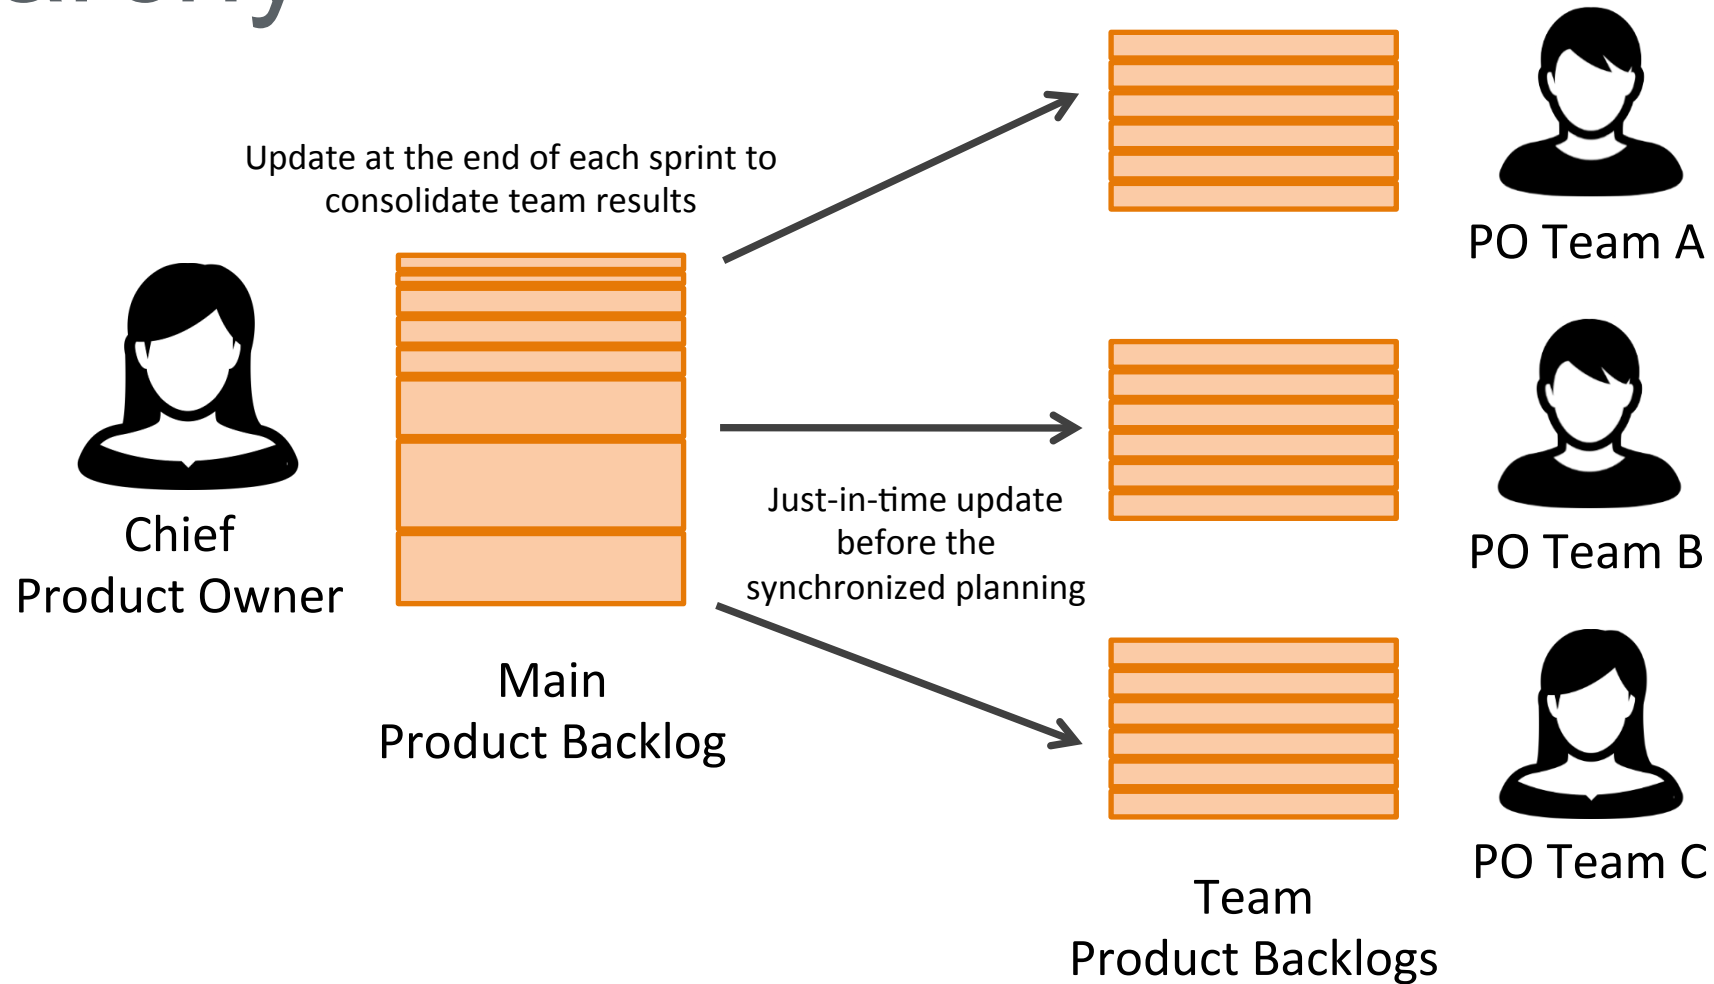 Update at the end of each sprint to
consolidate team results
Chief
Product Owner
Main
Product Backlog
Just-in-time update
before the
synchronized planning
PO Team A
PO Team B
PO Team C
Team
Product Backlogs